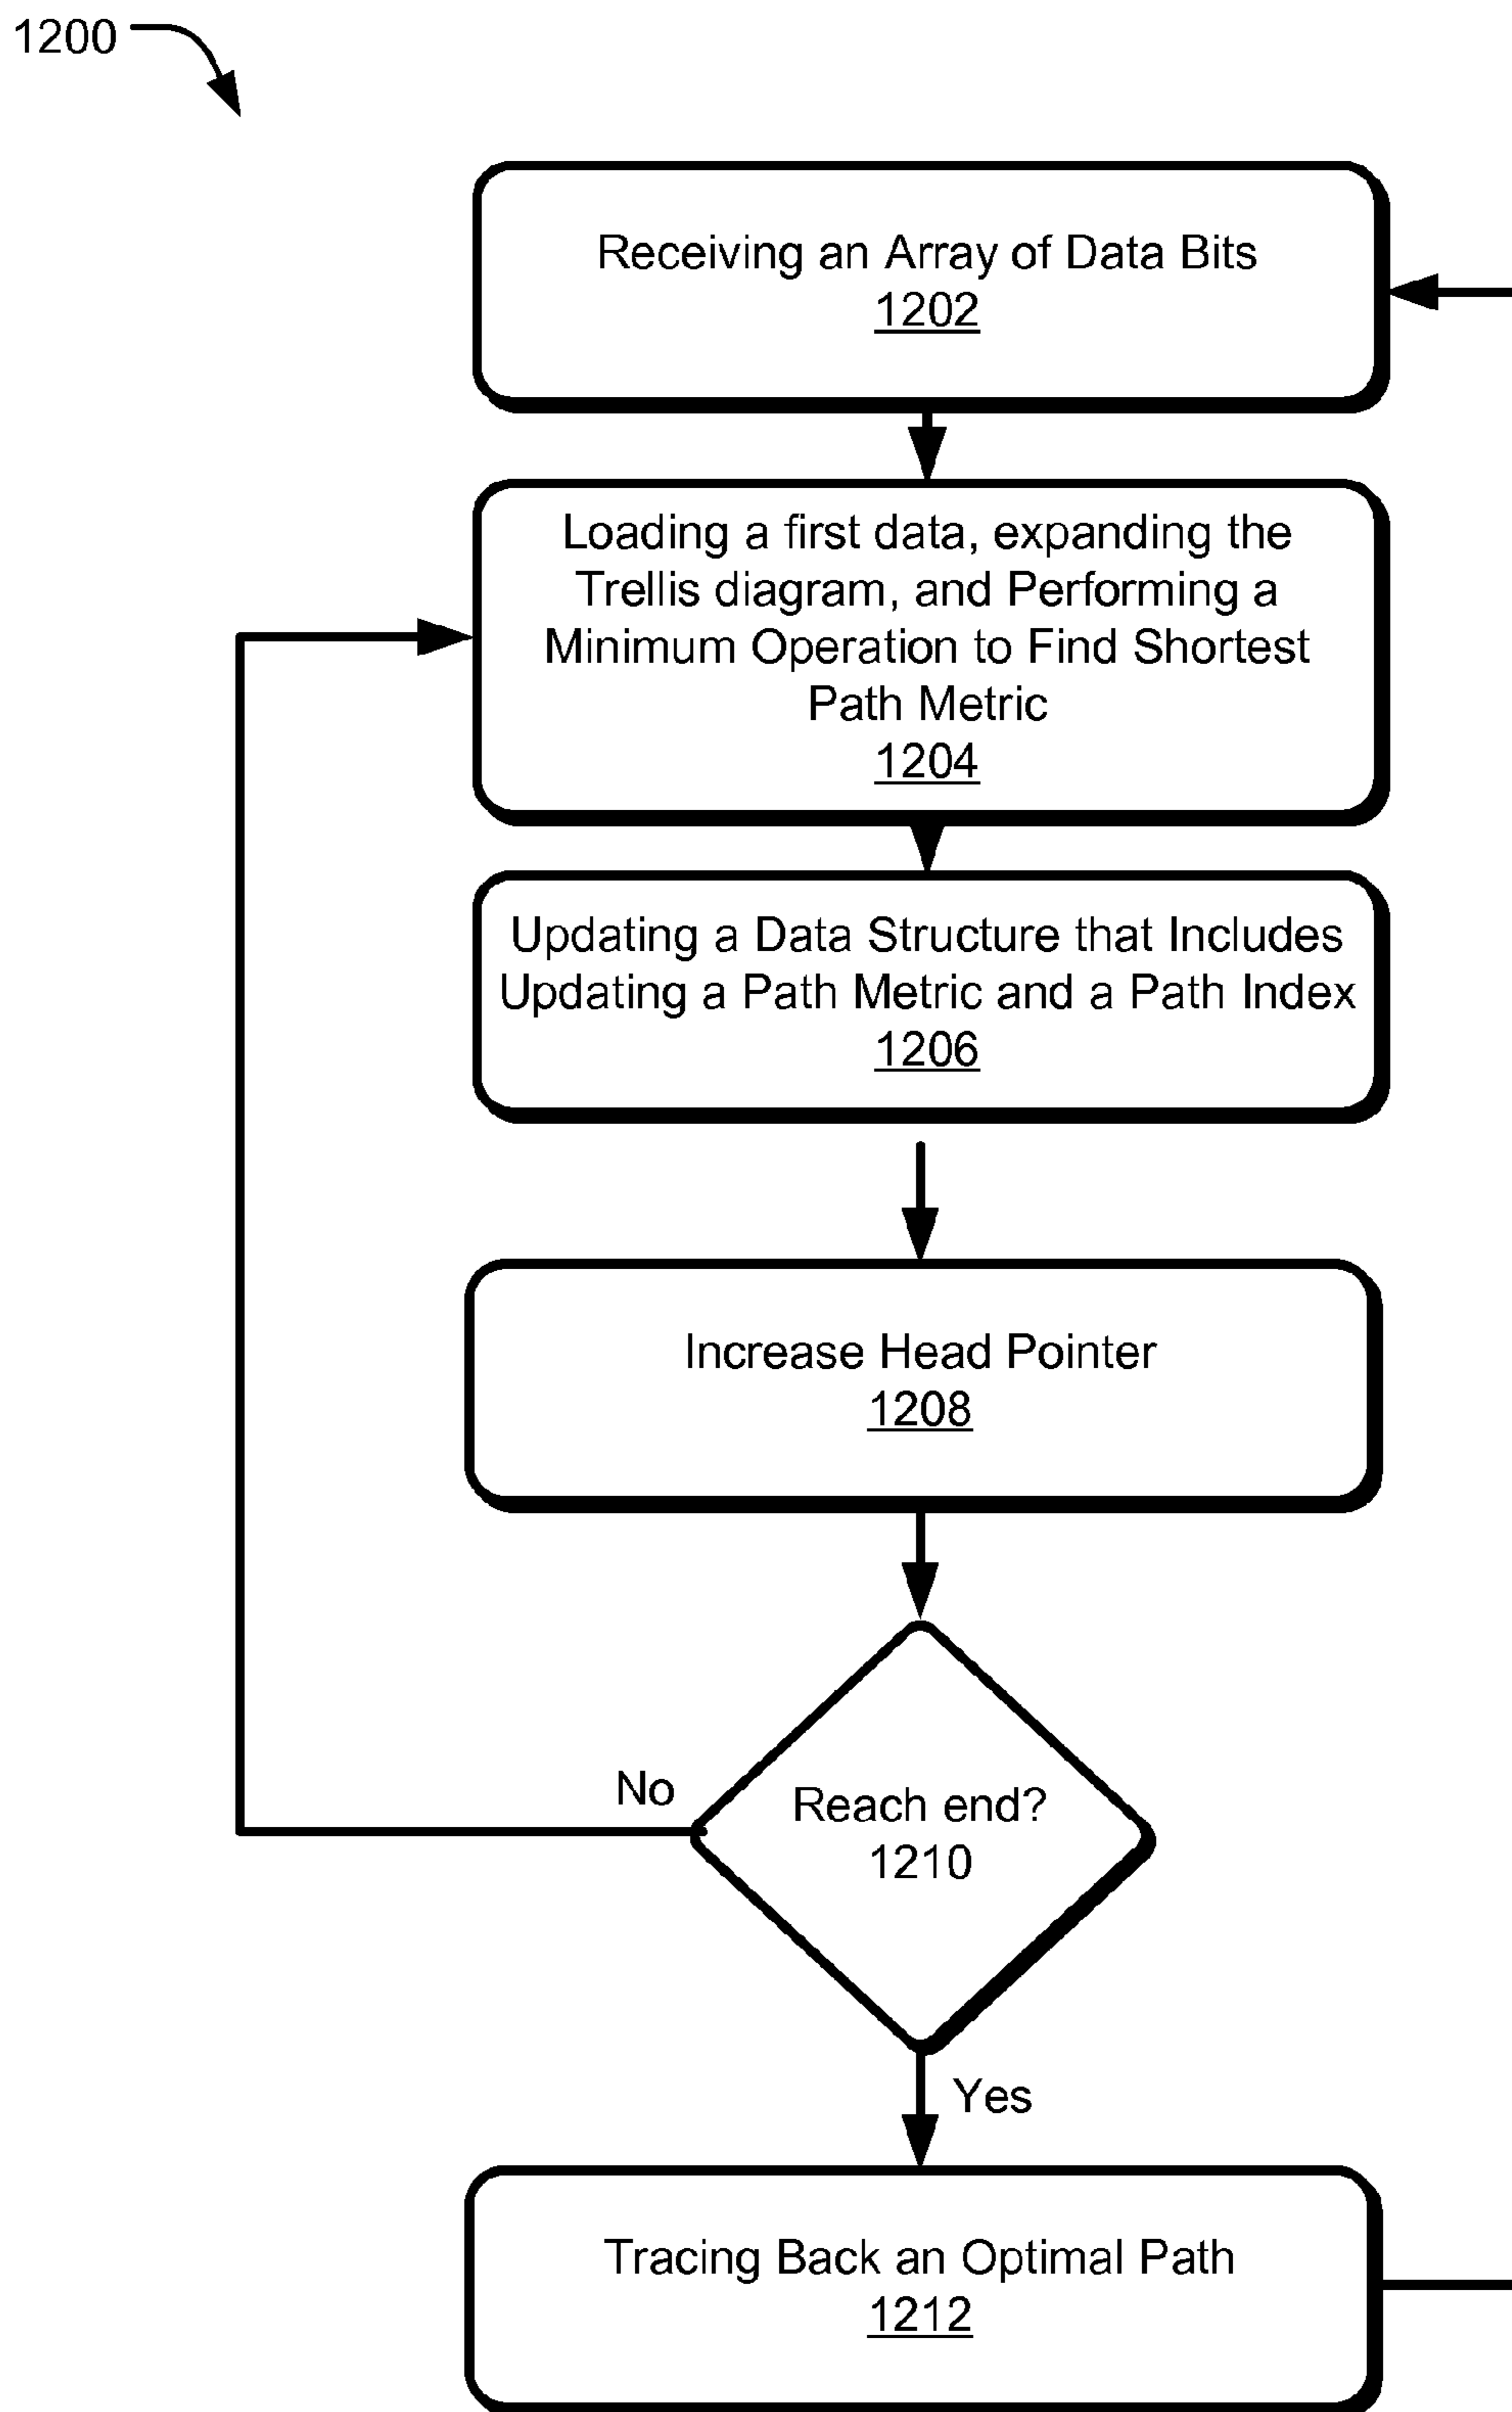 1200
Receiving an Array of Data Bits
1202
Loading a first data, expanding the
Trellis diagram, and Performing a
Minimum Operation to Find Shortest
Path Metric
1204
Updating a Data Structure that Includes
Updating a Path Metric and a Path Index
1206
Increase Head Pointer
1208
No
Reach end?
1210
Yes
Tracing Back an Optimal Path
1212